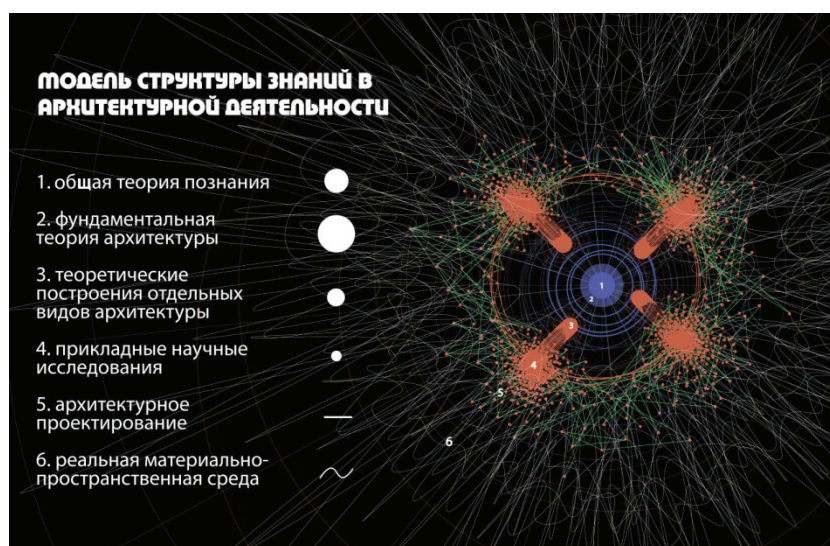 МОДЕЛЬ СТРУКТУРЫ ЗНАНИЙ В
АРХИТЕКТУРНОЙ ДЕЯТЕЛЬНОСТИ
1. общая теория познания
2. фундаментальная
теория архитектуры
3. теоретические
построения отдельных
видов архитектуры
4. прикладные научные
исследования
5. архитектурное
проектирование
6. реальная материально-
пространственная среда
1
2
3
4
5
6